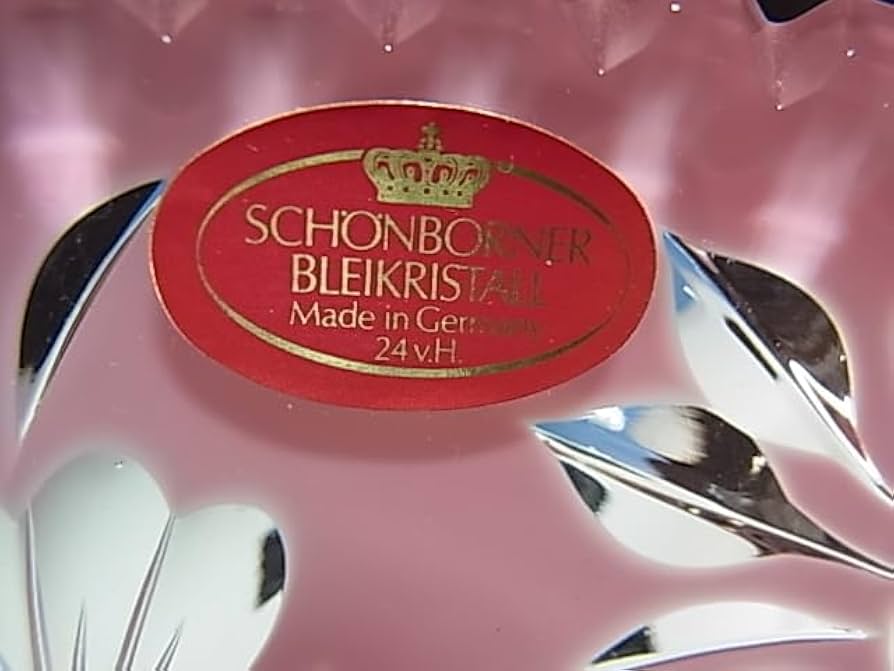 SCHÖNBORNER
BLEIKRISTALL
Made in Germany
24 v.H.